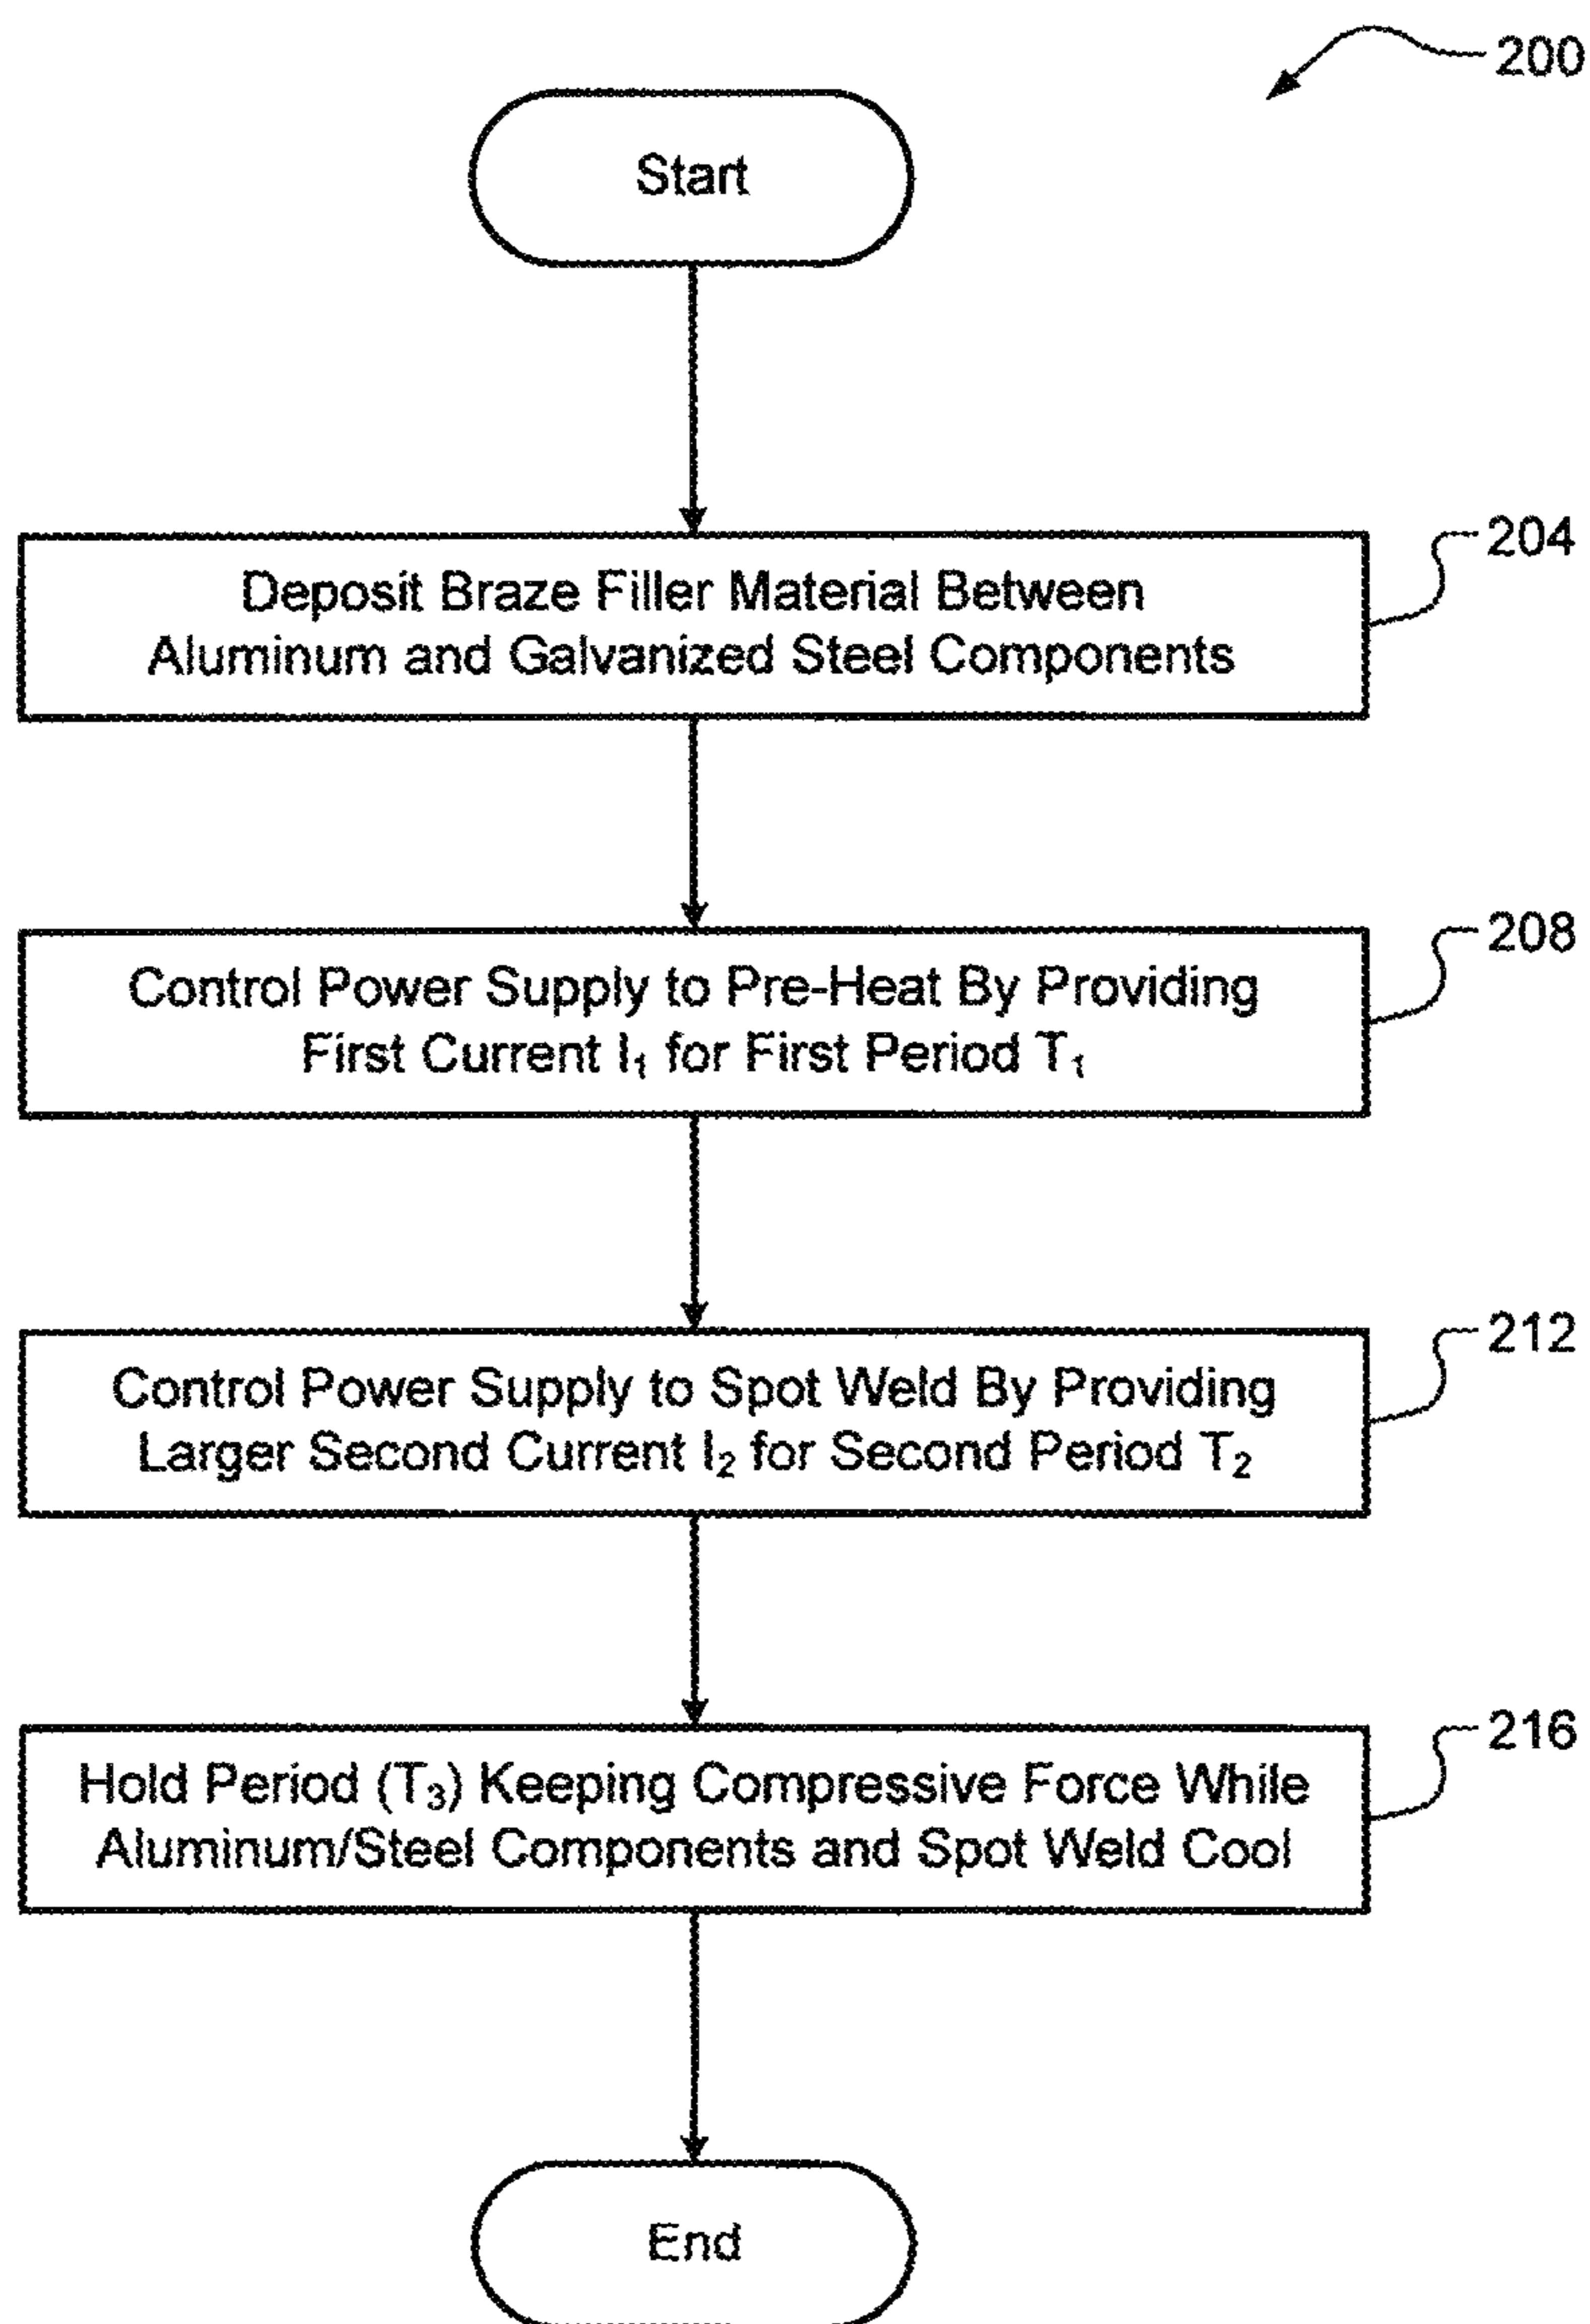 200
Start
204
Deposit Braze Filler Material Between
Aluminum and Galvanized Steel Components
208
Control Power Supply to Pre-Heat By Providing
First Current I₁ for First Period T₁
212
Control Power Supply to Spot Weld By Providing
Larger Second Current I₂ for Second Period T₂
216
Hold Period (T₃) Keeping Compressive Force While
Aluminum/Steel Components and Spot Weld Cool
End